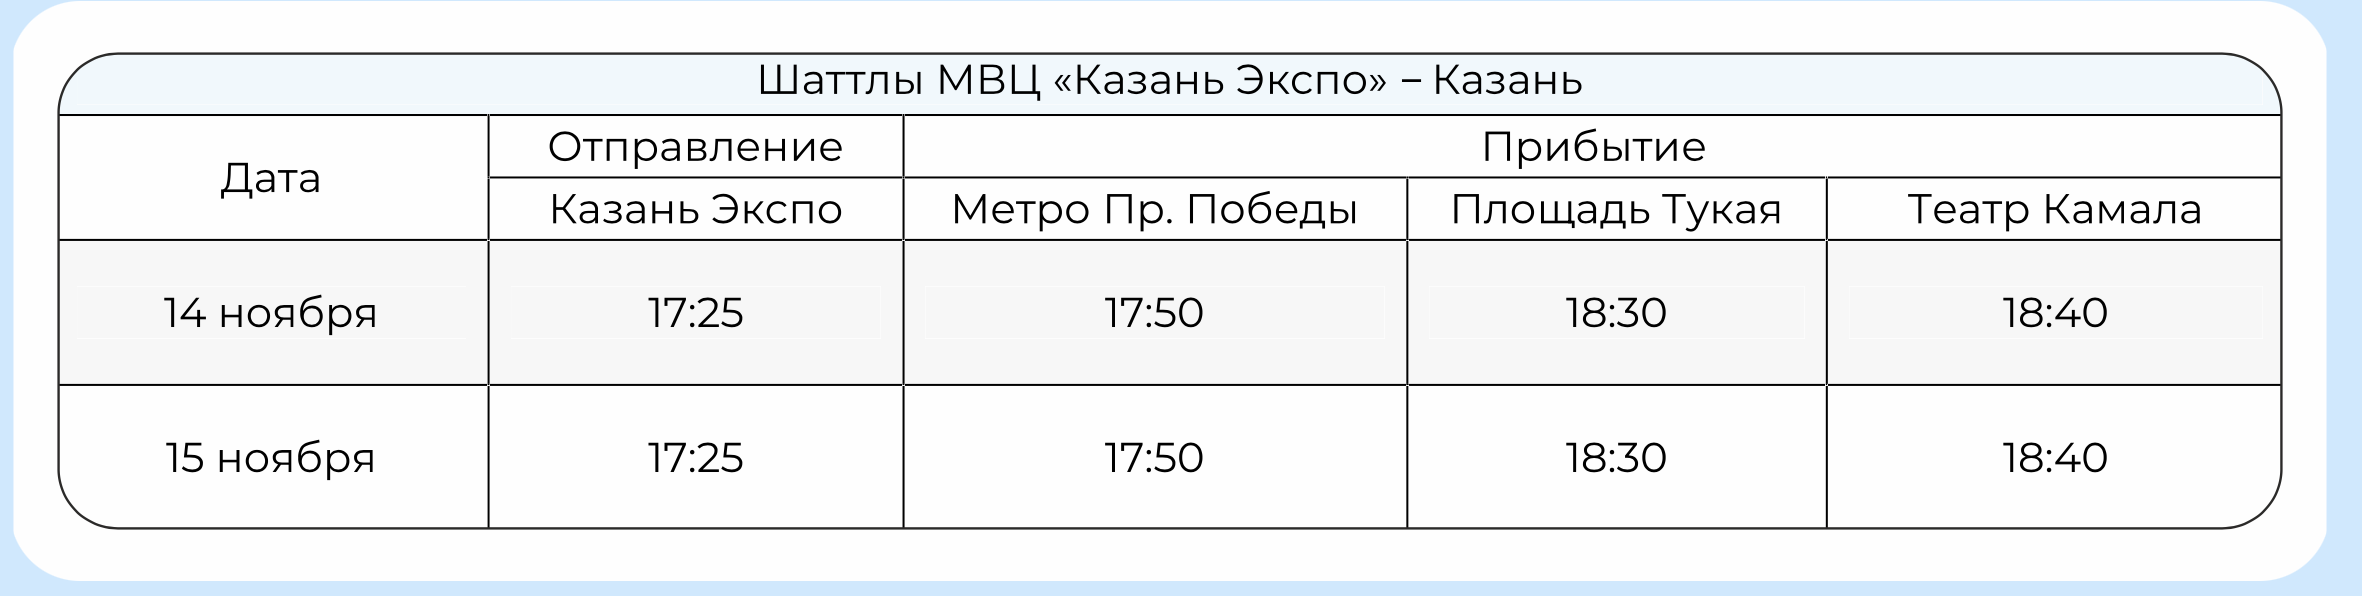 Шаттлы МВЦ «Казань Экспо» – Казань
Дата
Отправление
Прибытие
Казань Экспо
Метро Пр. Победы
Площадь Тукая
Театр Камала
14 ноября
17:25
17:50
18:30
18:40
15 ноября
17:25
17:50
18:30
18:40